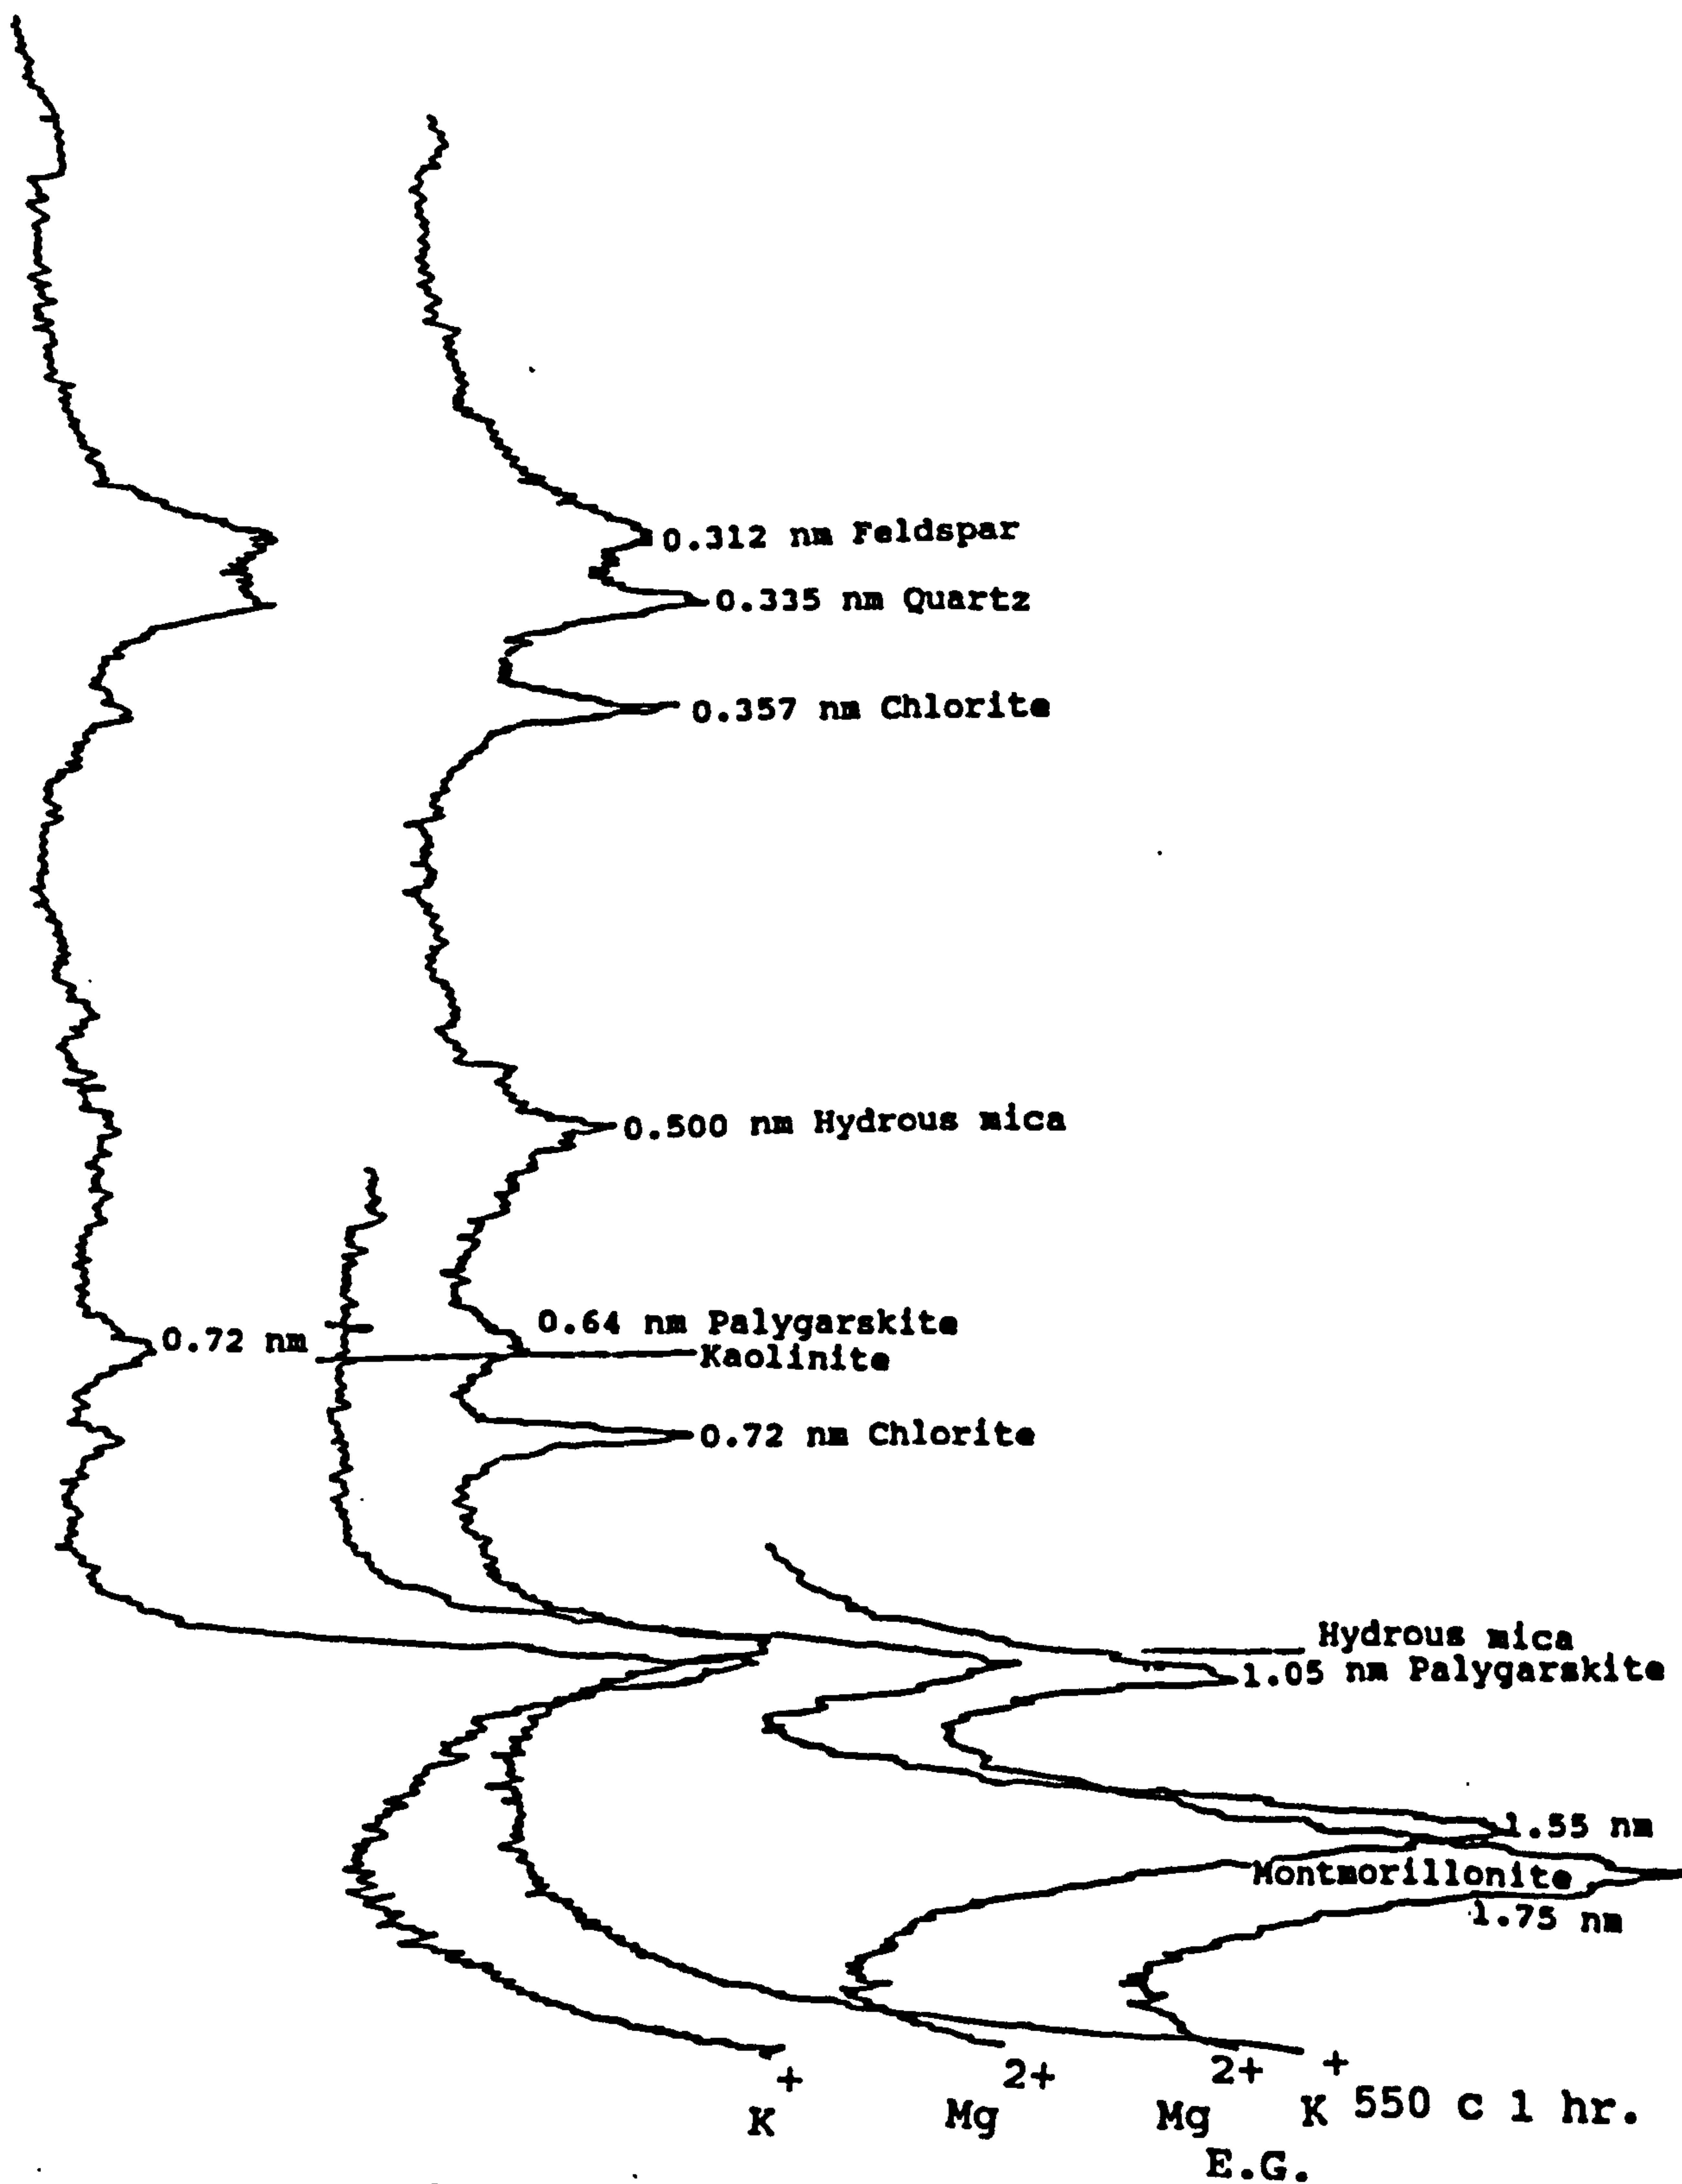 0.312 nm Feldspar
0.335 nm Quartz
0.357 nm Chlorite
0.500 nm Hydrous mica
0.64 nm Palygarskite
0.72 nm
Kaolinite
0.72 nm Chlorite
Hydrous mica
1.05 nm Palygarskite
1.55 nm
Montmorillonite
1.75 nm
K+ Mg2+ Mg2+ K+ 550 c 1 hr.
E.G.